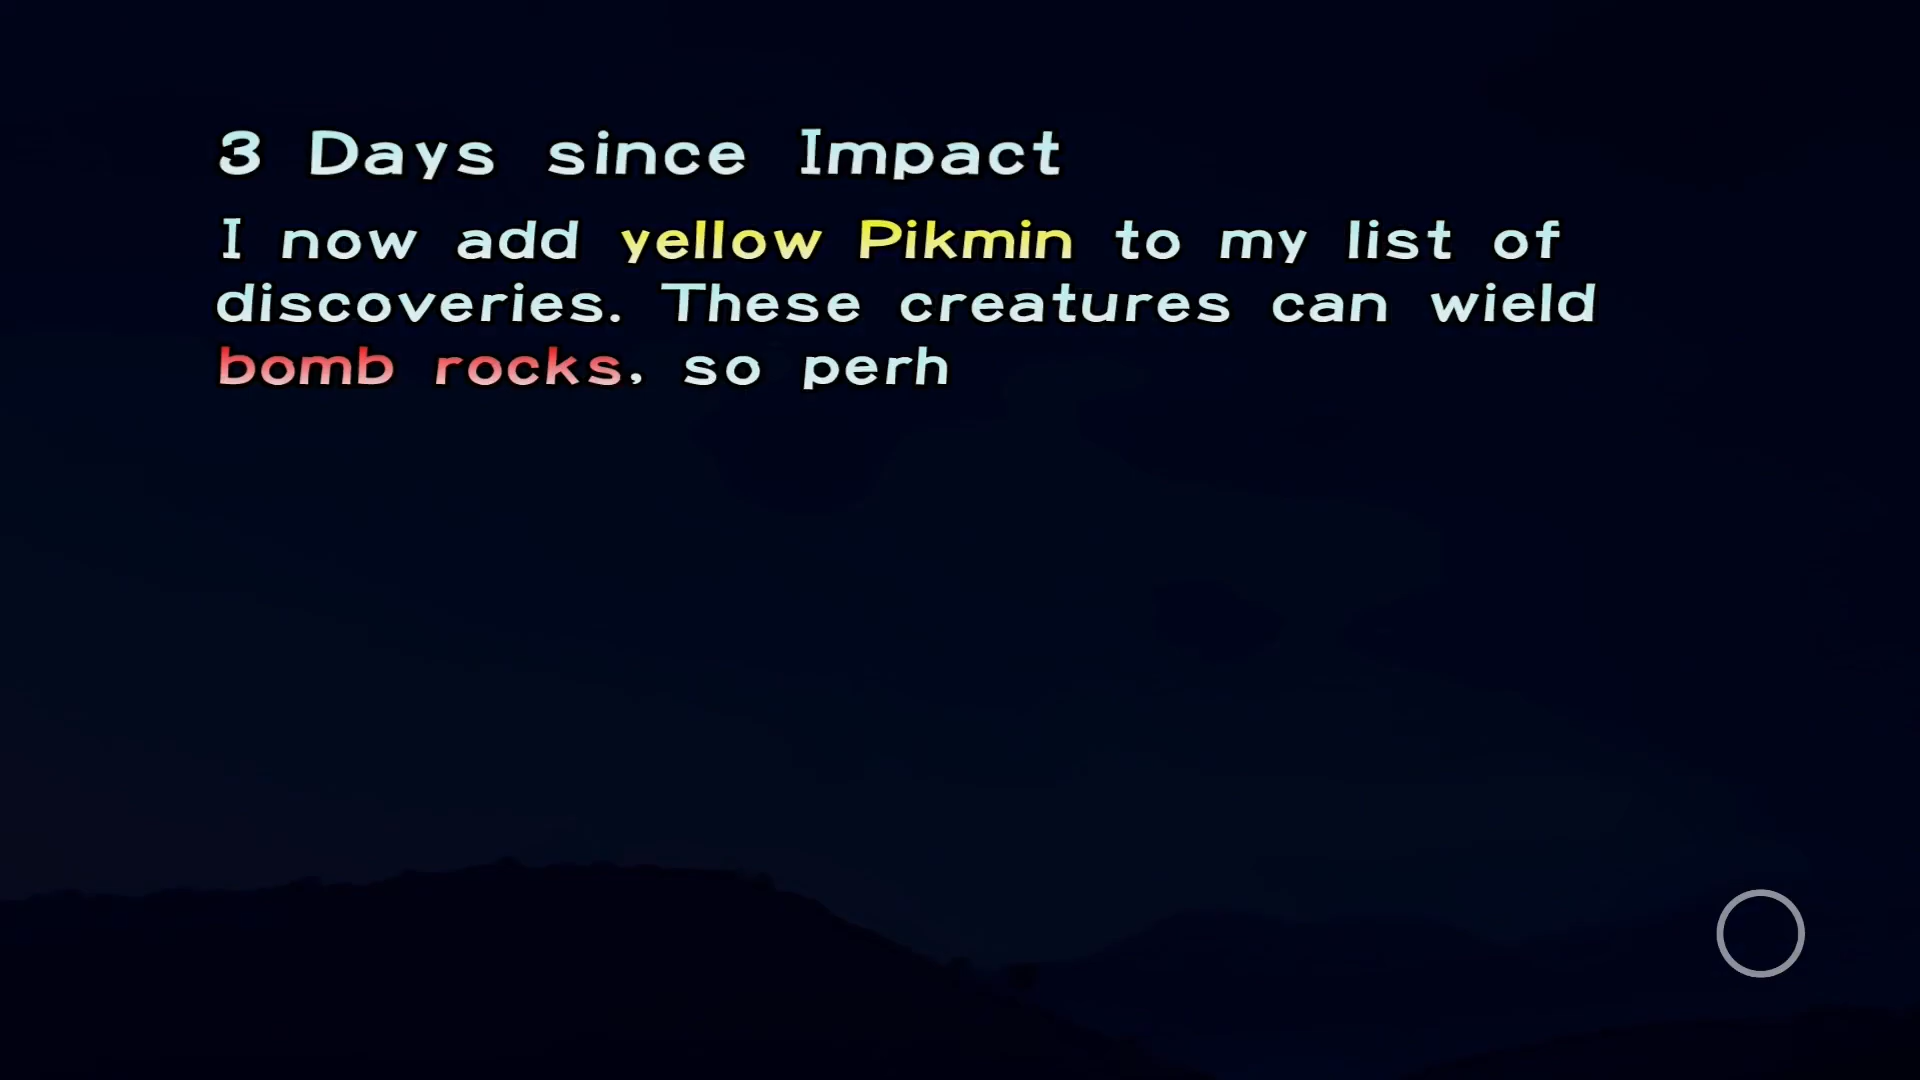 3 Days since Impact
I now add yellow Pikmin to my list of
discoveries. These creatures can wield
bomb rocks, so perh